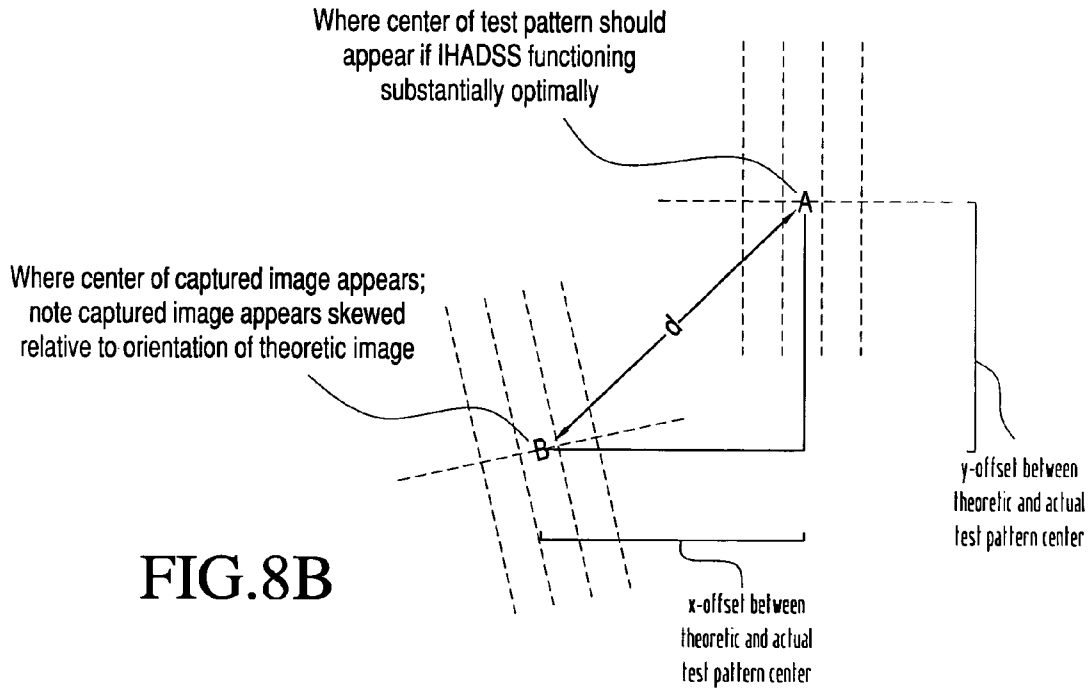 Where center of test pattern should
appear if IHADSS functioning
substantially optimally
A
d
Where center of captured image appears;
note captured image appears skewed
relative to orientation of theoretic image
B
y-offset between
theoretic and actual
test pattern center
FIG.8B
x-offset between
theoretic and actual
test pattern center